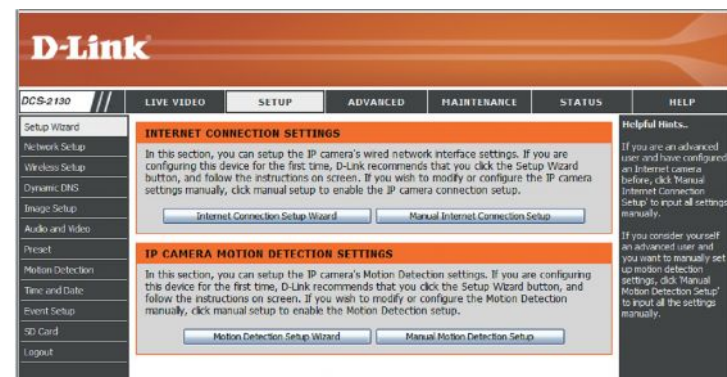 D-Link
DCS-2130
LIVE VIDEO
SETUP
ADVANCED
MAINTENANCE
STATUS
HELP
Setup Wizard
Network Setup
Wireless Setup
Dynamic DNS
Image Setup
Audio and Video
Preset
Motion Detection
Time and Date
Event Setup
SD Card
Logout
INTERNET CONNECTION SETTINGS
In this section, you can setup the IP camera's wired network interface settings. If you are
configuring this device for the first time, D-Link recommends that you click the Setup Wizard
button, and follow the instructions on screen. If you wish to modify or configure the IP camera
settings manually, click manual setup to enable the IP camera connection setup.
Internet Connection Setup Wizard
Manual Internet Connection Setup
IP CAMERA MOTION DETECTION SETTINGS
In this section, you can setup the IP camera's Motion Detection settings. If you are configuring
this device for the first time, D-Link recommends that you click the Setup Wizard button, and
follow the instructions on screen. If you wish to modify or configure the Motion Detection
manually, click manual setup to enable the Motion Detection setup.
Motion Detection Setup Wizard
Manual Motion Detection Setup
Helpful Hints..
If you are an advanced
user and have configured
an Internet camera
before, click 'Manual
Internet Connection
Setup' to input all settings
manually.
If you consider yourself
an advanced user and
you want to manually set
up motion detection
settings, click 'Manual
Motion Detection Setup'
to input all the settings
manually.